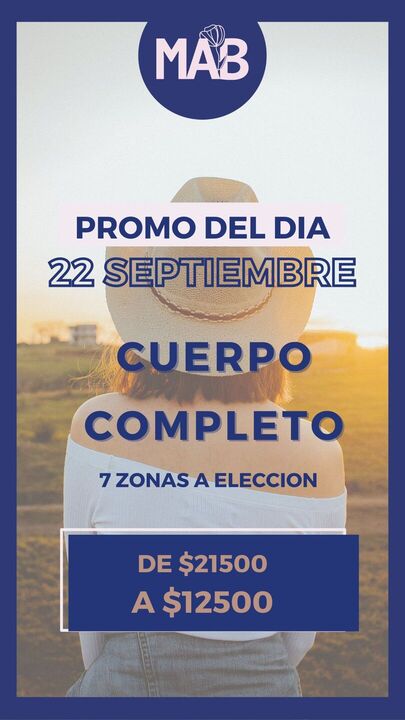 MAB
PROMO DEL DIA
22 SEPTIEMBRE
CUERPO
COMPLETO
7 ZONAS A ELECCION
DE $21500
A $12500